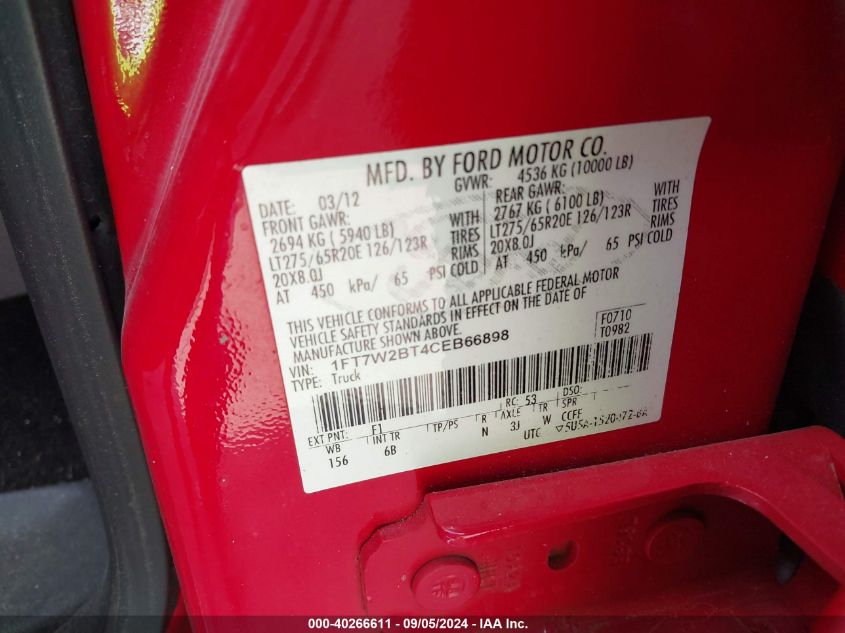 MFD. BY FORD MOTOR CO.
DATE: 03/12 GVWR: 4536 KG (10000 LB)
FRONT GAWR: REAR GAWR:
2694 KG ( 5940 LB) WITH 2767 KG ( 6100 LB) WITH
LT275/65R20E 126/123R TIRES LT275/65R20E 126/123R TIRES
20X8.0J RIMS 20X8.0J RIMS
AT 450 kPa/ 65 PSI COLD AT 450 kPa/ 65 PSI COLD
THIS VEHICLE CONFORMS TO ALL APPLICABLE FEDERAL MOTOR
VEHICLE SAFETY STANDARDS IN EFFECT ON THE DATE OF
MANUFACTURE SHOWN ABOVE.
VIN: 1FT7W2BT4CEB66898
TYPE: Truck
F0710
T0982
RC: 53 DSO:
EXT PNT: F1
WB INT TR TP/PS R AXLE TR SPR
156 6B N 3J W CCFF
UTC
000-40266611 - 09/05/2024 - IAA Inc.